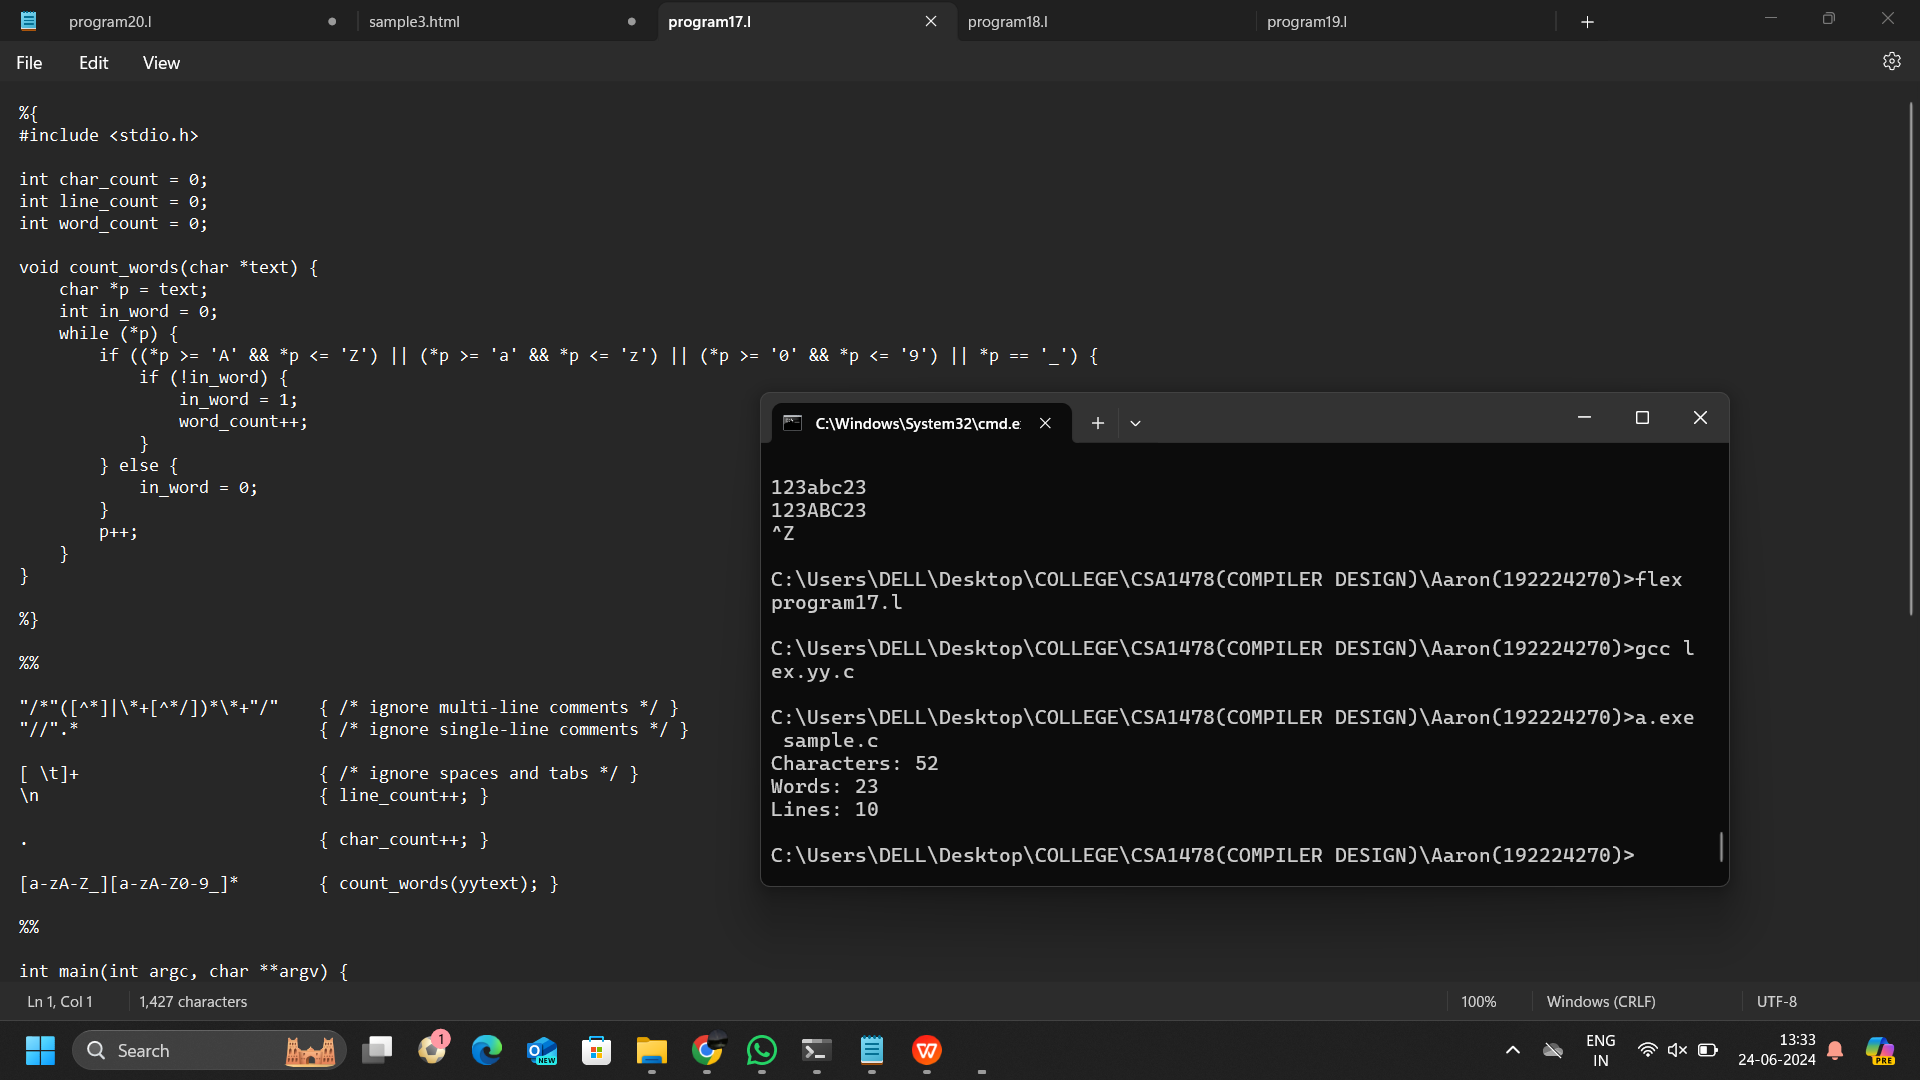 program20.l
sample3.html
program17.l
program18.l
program19.l
File Edit View
%{
#include <stdio.h>
int char_count = 0;
int line_count = 0;
int word_count = 0;
void count_words(char *text) {
    char *p = text;
    int in_word = 0;
    while (*p) {
        if ((*p >= 'A' && *p <= 'Z') || (*p >= 'a' && *p <= 'z') || (*p >= '0' && *p <= '9') || *p == '_') {
            if (!in_word) {
                in_word = 1;
                word_count++;
            }
        } else {
            in_word = 0;
        }
        p++;
    }
}
%}
%%
"/*"([^*]|\*+[^*/])*\*+"/"    { /* ignore multi-line comments */ }
"//".*                        { /* ignore single-line comments */ }
[ \t]+                        { /* ignore spaces and tabs */ }
\n                            { line_count++; }
.                             { char_count++; }
[a-zA-Z_][a-zA-Z0-9_]*        { count_words(yytext); }
%%
int main(int argc, char **argv) {
C:\Windows\System32\cmd.e
123abc23
123ABC23
^Z
C:\Users\DELL\Desktop\COLLEGE\CSA1478(COMPILER DESIGN)\Aaron(192224270)>flex
program17.l
C:\Users\DELL\Desktop\COLLEGE\CSA1478(COMPILER DESIGN)\Aaron(192224270)>gcc l
ex.yy.c
C:\Users\DELL\Desktop\COLLEGE\CSA1478(COMPILER DESIGN)\Aaron(192224270)>a.exe
 sample.c
Characters: 52
Words: 23
Lines: 10
C:\Users\DELL\Desktop\COLLEGE\CSA1478(COMPILER DESIGN)\Aaron(192224270)>
Ln 1, Col 1
1,427 characters
100%
Windows (CRLF)
UTF-8
Search
1
NEW
ENG
IN
13:33
24-06-2024
PRE